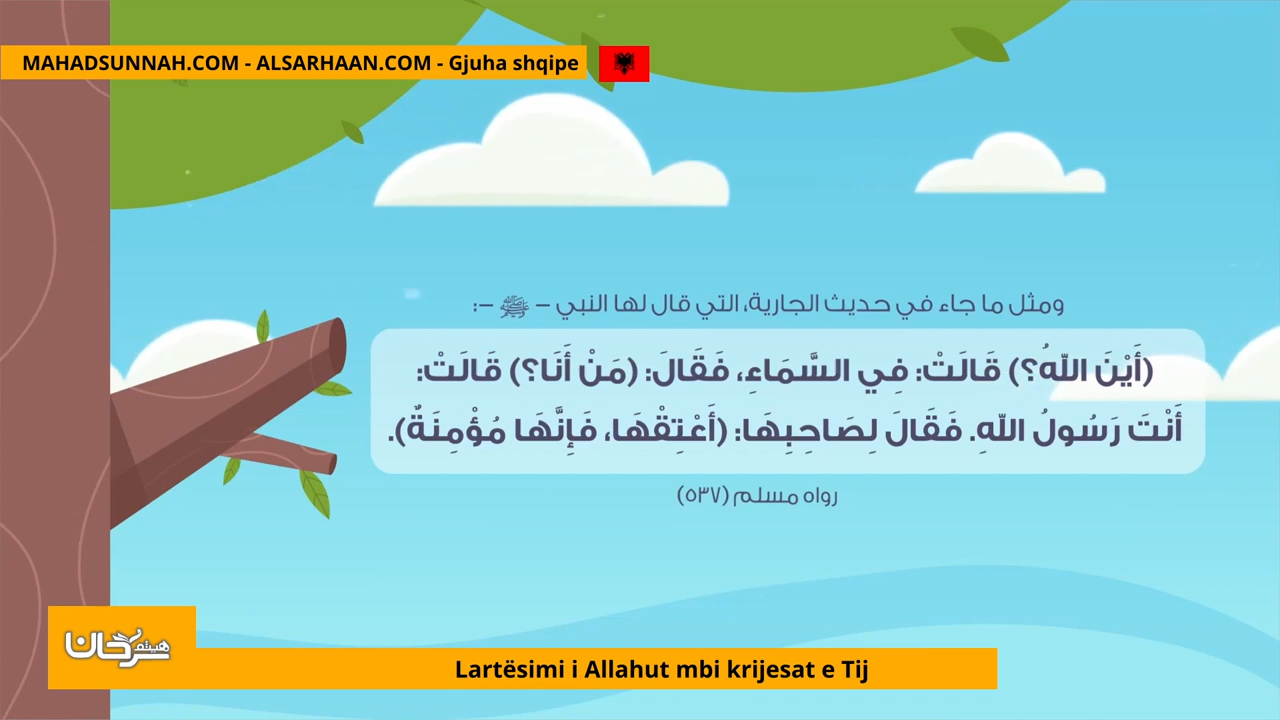 MAHADSUNNAH.COM - ALSARHAAN.COM - Gjuha shqipe
ومثل ما جاء في حديث الجارية، التي قال لها النبي – ﷺ –:
(أَيْنَ اللّهُ؟) قَالَتْ: فِي السَّمَاءِ، فَقَالَ: (مَنْ أَنَا؟) قَالَتْ:
أَنْتَ رَسُولُ اللّهِ. فَقَالَ لِصَاحِبِهَا: (أَعْتِقْهَا، فَإِنَّهَا مُؤْمِنَةٌ).
رواه مسلم (٥٣٧)
هيثم
سرحان
Lartësimi i Allahut mbi krijesat e Tij